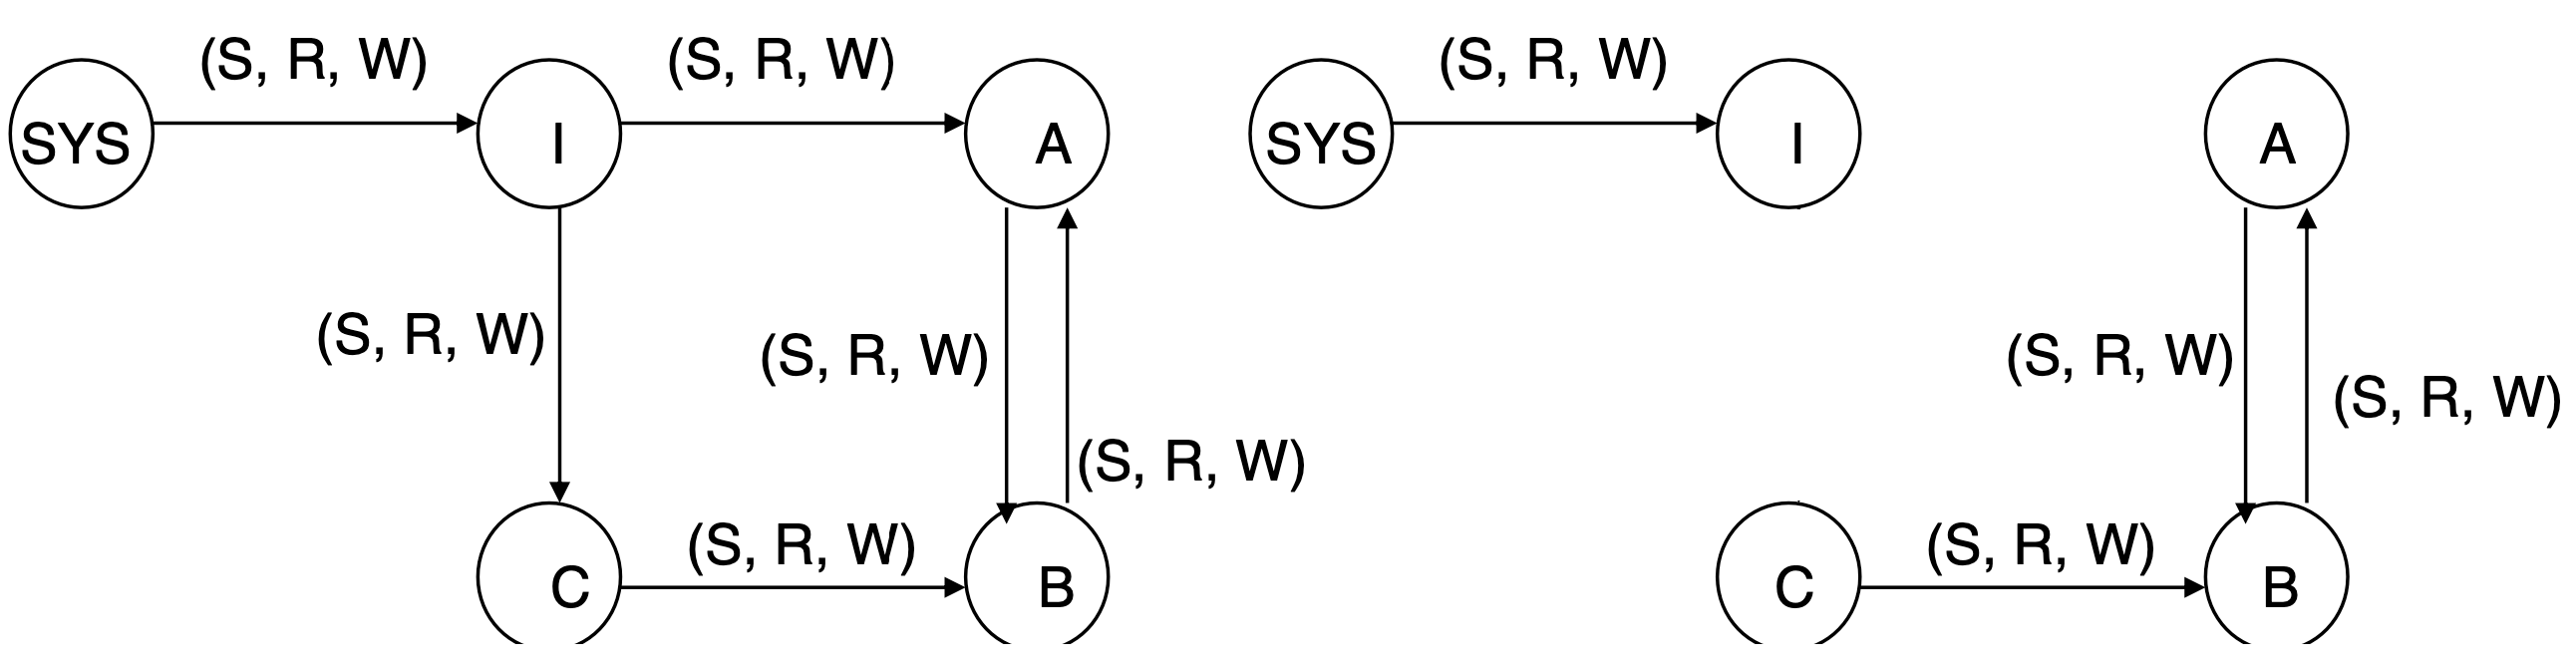 (S, R, W) (S, R, W) (S, R, W)
SYS I A SYS I A
(S, R, W) (S, R, W) (S, R, W) (S, R, W)
(S, R, W)
(S, R, W) (S, R, W)
C B C B